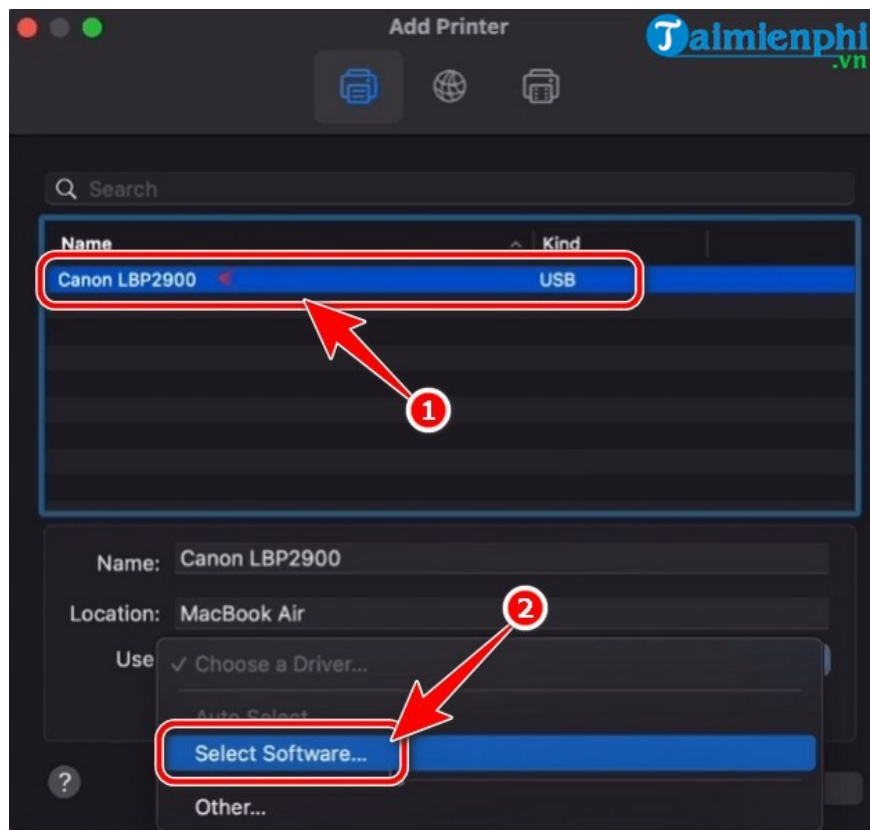 Add Printer
Taimienphi
.vn
Search
Name Kind
Canon LBP2900 USB
1
Name: Canon LBP2900
2
Location: MacBook Air
Use ✓ Choose a Driver...
Auto Select
Select Software...
? Other...